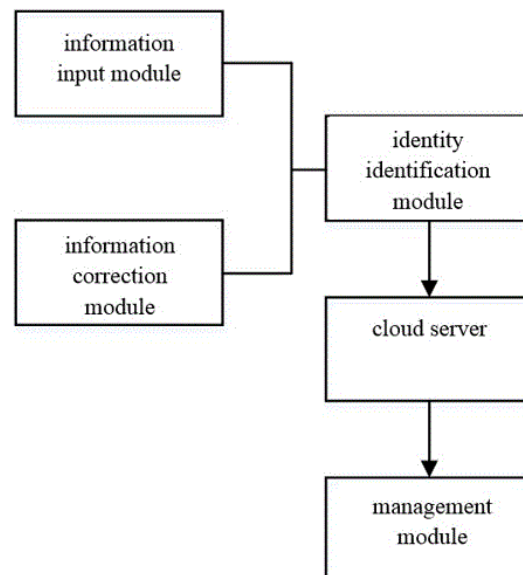 information
input module
identity
identification
module
information
correction
module
cloud server
management
module